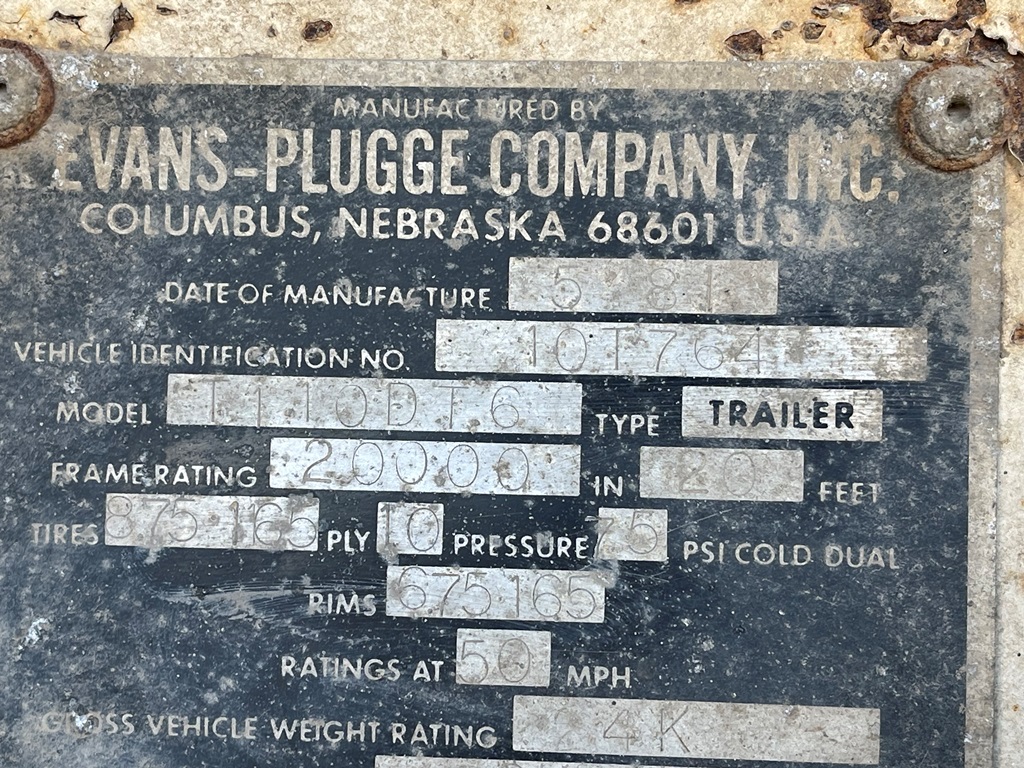 MANUFACTURED BY
EVANS-PLUGGE COMPANY, INC.
COLUMBUS, NEBRASKA 68601 U.S.A.
DATE OF MANUFACTURE 5 81
VEHICLE IDENTIFICATION NO. 10T764
MODEL T110DT6 TYPE TRAILER
FRAME RATING 20000 IN 20 FEET
TIRES 875-165 PLY 10 PRESSURE 75 PSI COLD DUAL
RIMS 675165
RATINGS AT 50 MPH
GROSS VEHICLE WEIGHT RATING 24K